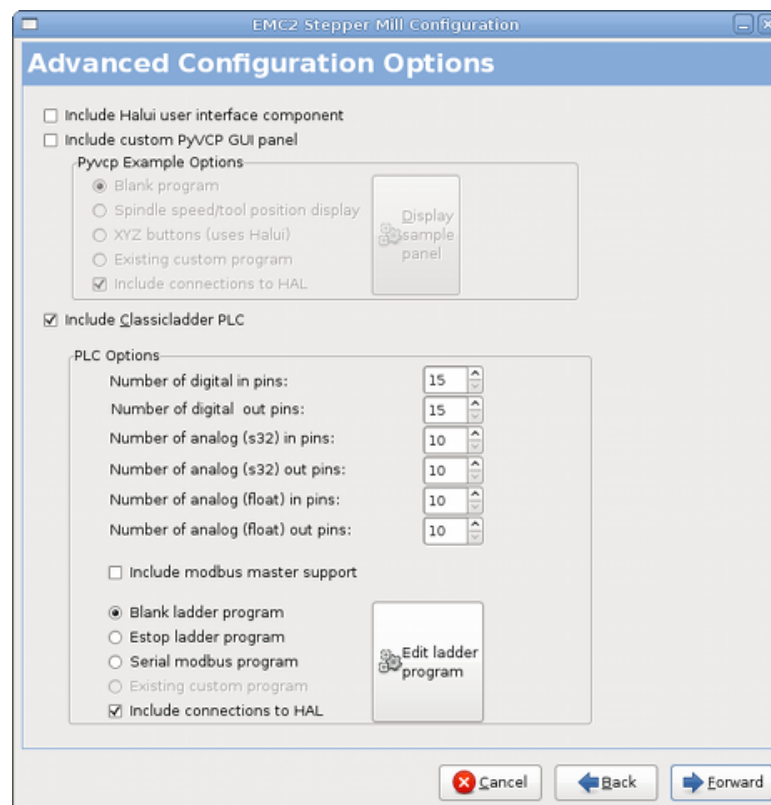 EMC2 Stepper Mill Configuration
Advanced Configuration Options
Include Halui user interface component
Include custom PyVCP GUI panel
Pyvcp Example Options
Blank program
Spindle speed/tool position display
XYZ buttons (uses Halui)
Existing custom program
Include connections to HAL
Display
sample
panel
Include Classicladder PLC
PLC Options
Number of digital in pins: 15
Number of digital out pins: 15
Number of analog (s32) in pins: 10
Number of analog (s32) out pins: 10
Number of analog (float) in pins: 10
Number of analog (float) out pins: 10
Include modbus master support
Blank ladder program
Estop ladder program
Serial modbus program
Existing custom program
Include connections to HAL
Edit ladder
program
Cancel Back Forward